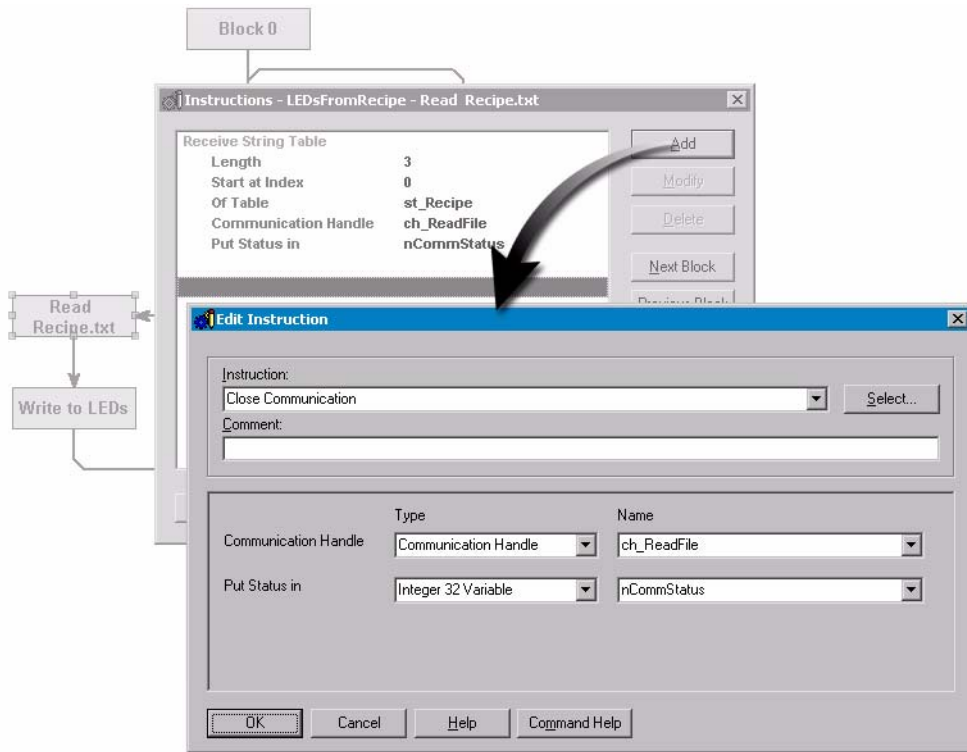 Block 0
Instructions - LEDsFromRecipe - Read Recipe.txt
Receive String Table
Length 3
Start at Index 0
Of Table st_Recipe
Communication Handle ch_ReadFile
Put Status in nCommStatus
Add
Modify
Delete
Next Block
Previous Block
Read
Recipe.txt
Write to LEDs
Edit Instruction
Instruction:
Close Communication
Select...
Comment:
Type Name
Communication Handle Communication Handle ch_ReadFile
Put Status in Integer 32 Variable nCommStatus
OK Cancel Help Command Help